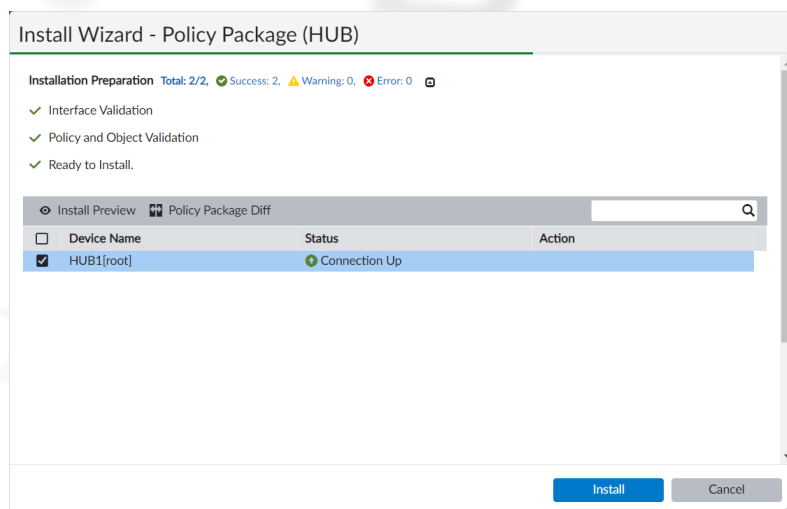 Install Wizard - Policy Package (HUB)
Installation Preparation Total: 2/2, Success: 2, Warning: 0, Error: 0
Interface Validation
Policy and Object Validation
Ready to Install.
Install Preview Policy Package Diff
Device Name Status Action
HUB1[root] Connection Up
Install Cancel